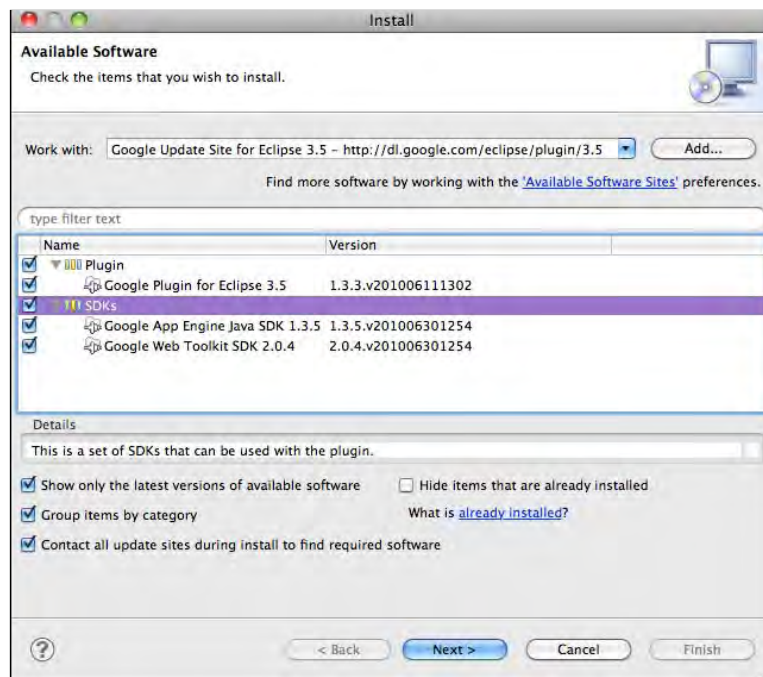 Install
Available Software
Check the items that you wish to install.
Work with: Google Update Site for Eclipse 3.5 - http://dl.google.com/eclipse/plugin/3.5 Add...
Find more software by working with the 'Available Software Sites' preferences.
type filter text
Name Version
Plugin
Google Plugin for Eclipse 3.5 1.3.3.v201006111302
SDKs
Google App Engine Java SDK 1.3.5 1.3.5.v201006301254
Google Web Toolkit SDK 2.0.4 2.0.4.v201006301254
Details
This is a set of SDKs that can be used with the plugin.
Show only the latest versions of available software Hide items that are already installed
Group items by category What is already installed?
Contact all update sites during install to find required software
? < Back Next > Cancel Finish